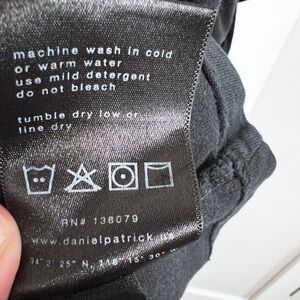 machine wash in cold
or warm water
use mild detergent
do not bleach
tumble dry low or
line dry
RN# 138079
www.danielpatrick